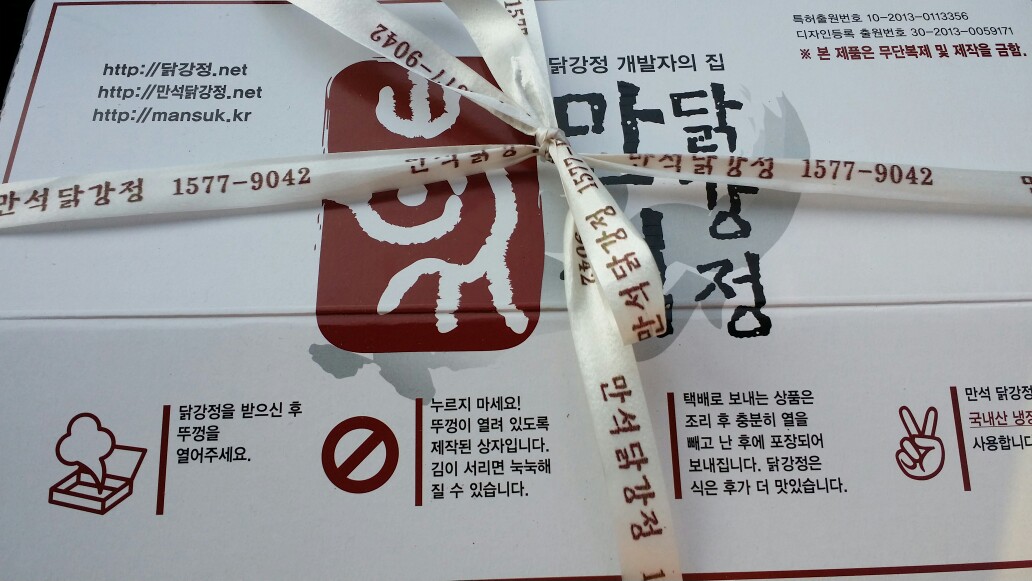 http://닭강정.net
http://만석닭강정.net
http://mansuk.kr
특허출원번호 10-2013-0113356
디자인등록 출원번호 30-2013-0059171
※ 본 제품은 무단복제 및 제작을 금함.
닭강정 개발자의 집
닭강정
만석닭강정 1577-9042
만석닭강정 1577-9042
1577-9042
만석닭강정
닭강정을 받으신 후
뚜껑을
열어주세요.
누르지 마세요!
뚜껑이 열려 있도록
제작된 상자입니다.
김이 서리면 눅눅해
질 수 있습니다.
택배로 보내는 상품은
조리 후 충분히 열을
빼고 난 후에 포장되어
보내집니다. 닭강정은
식은 후가 더 맛있습니다.
만석 닭강정
국내산 냉장
사용합니다